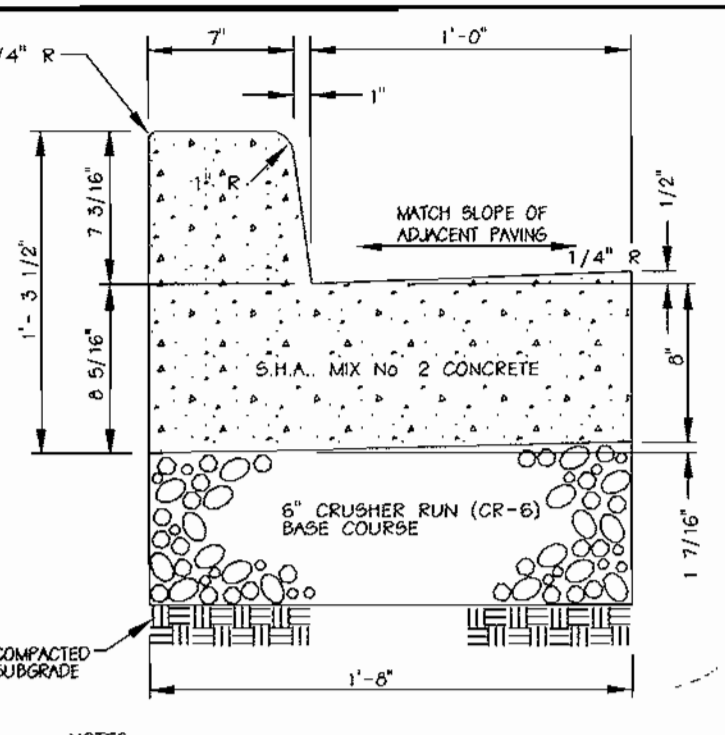 7"
1'-0"
/4" R
1"
1" R
7 3/16"
1'- 3 1/2"
8 5/16"
MATCH SLOPE OF
ADJACENT PAVING
1/4" R
1/2"
8"
S.H.A. MIX No 2 CONCRETE
6" CRUSHER RUN (CR-6)
BASE COURSE
1 7/16"
COMPACTED
SUBGRADE
1'-8"